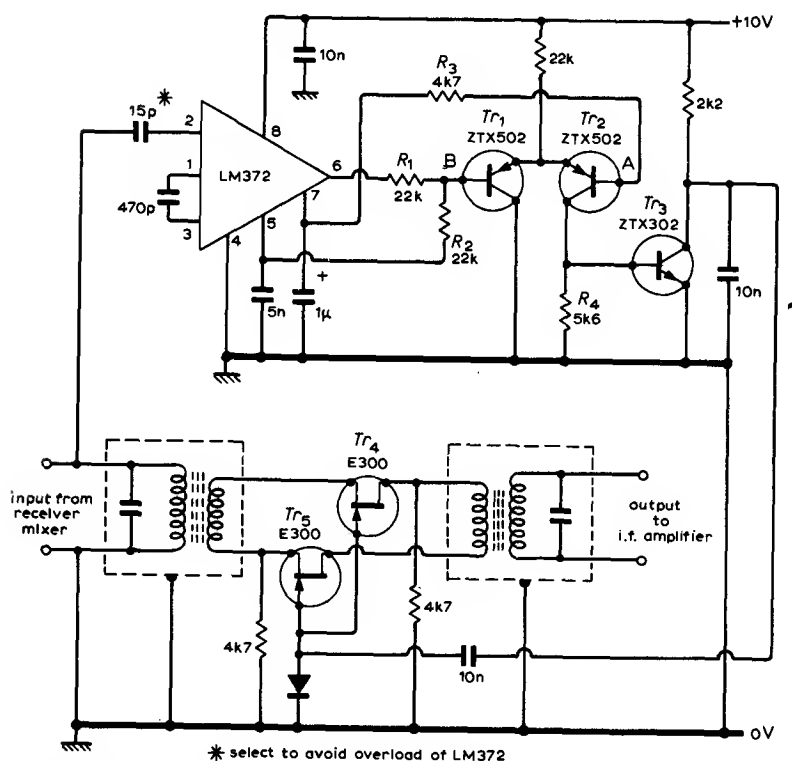 +10V
10n
22k
R3
4k7
2k2
15p *
2
8
Tr1
ZTX502
Tr2
ZTX502
1
LM372
6
R1
B
A
470p
7
22k
Tr3
ZTX302
3
5
4
R2
22k
+
R4
5k6
10n
5n
1µ
Tr4
E300
input from
receiver
mixer
Tr5
E300
output
to
i.f. amplifier
4k7
4k7
10n
0V
* select to avoid overload of LM372